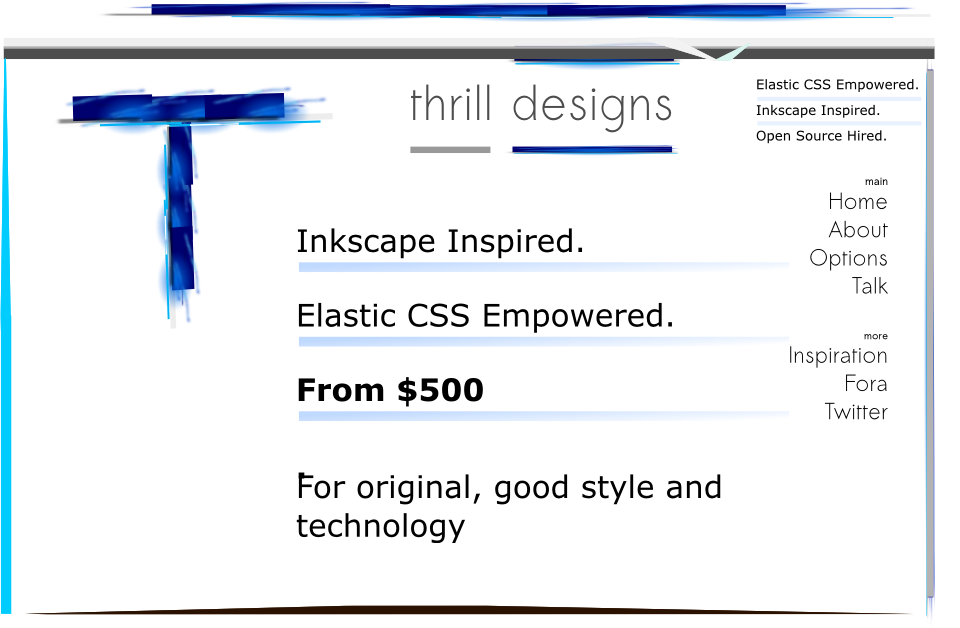 thrill designs
Elastic CSS Empowered.
Inkscape Inspired.
Open Source Hired.
main
Home
About
Options
Talk
more
Inspiration
Fora
Twitter
Inkscape Inspired.
Elastic CSS Empowered.
From $500
For original, good style and
technology
T